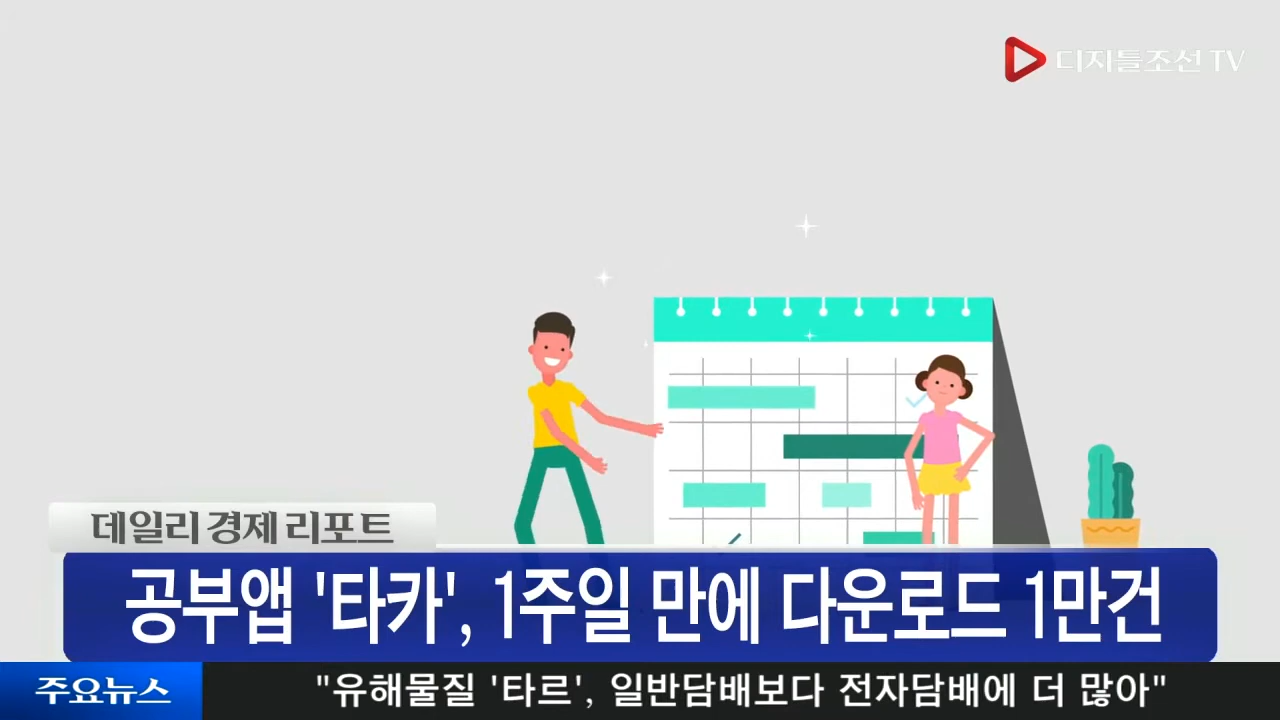 디지틀조선 TV
데일리 경제 리포트
공부앱 '타카', 1주일 만에 다운로드 1만건
주요뉴스 "유해물질 '타르', 일반담배보다 전자담배에 더 많아"